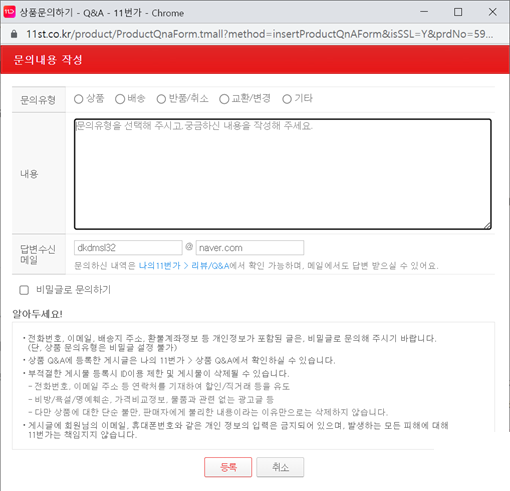 상품문의하기 - Q&A - 11번가 - Chrome
11st.co.kr/product/ProductQnaForm.tmall?method=insertProductQnAForm&isSSL=Y&prdNo=59...
문의내용 작성
문의유형 상품 배송 반품/취소 교환/변경 기타
문의유형을 선택해 주시고,궁금하신 내용을 작성해 주세요.
내용
답변수신
메일
dkdmsl32 @ naver.com
문의하신 내역은 나의11번가 > 리뷰/Q&A에서 확인 가능하며, 메일에서도 답변 받으실 수 있어요.
비밀글로 문의하기
알아두세요!
· 전화번호, 이메일, 배송지 주소, 환불계좌정보 등 개인정보가 포함된 글은, 비밀글로 문의해 주시기 바랍니다.
(단, 상품 문의유형은 비밀글 설정 불가)
· 상품 Q&A에 등록한 게시글은 나의 11번가 > 상품 Q&A에서 확인하실 수 있습니다.
· 부적절한 게시물 등록시 ID이용 제한 및 게시물이 삭제될 수 있습니다.
- 전화번호, 이메일 주소 등 연락처를 기재하여 할인/직거래 등을 유도
- 비방/욕설/명예훼손, 가격비교정보, 물품과 관련 없는 광고글 등
- 다만 상품에 대한 단순 불만, 판매자에게 불리한 내용이라는 이유만으로는 삭제하지 않습니다.
· 게시글에 회원님의 이메일, 휴대폰번호와 같은 개인 정보의 입력은 금지되어 있으며, 발생하는 모든 피해에 대해
11번가는 책임지지 않습니다.
등록 취소